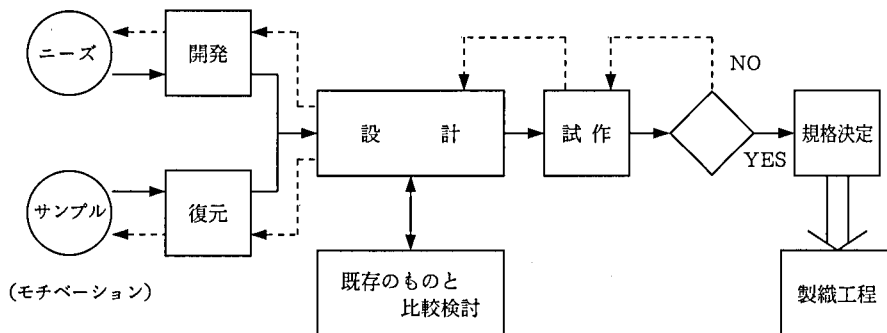 ニーズ
開発
設計
試作
NO
YES
規格決定
サンプル
復元
(モチベーション)
既存のものと
比較検討
製織工程